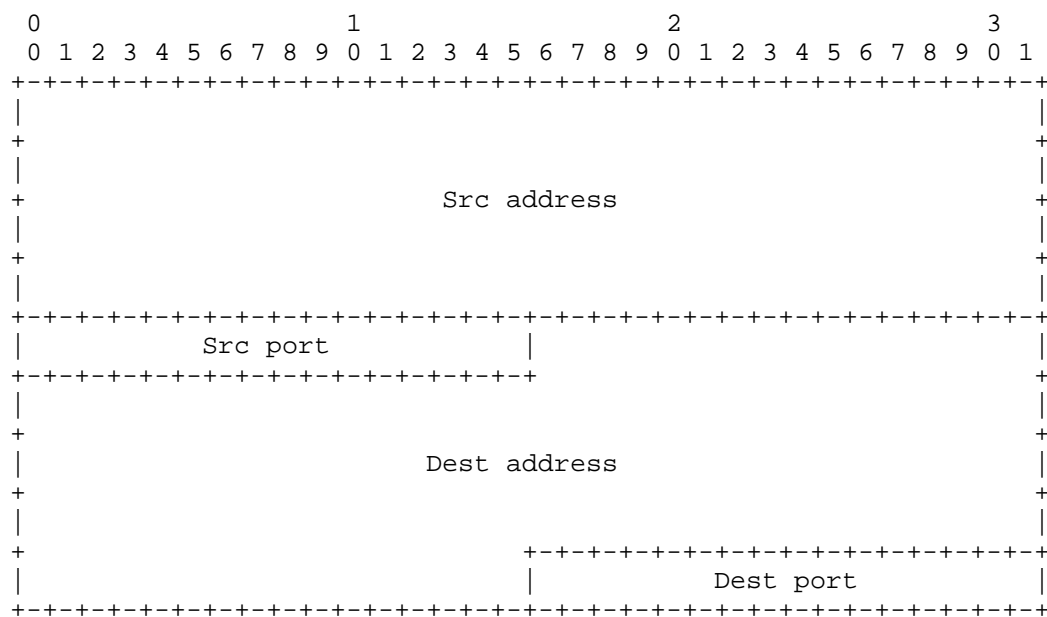 0 1 2 3
0 1 2 3 4 5 6 7 8 9 0 1 2 3 4 5 6 7 8 9 0 1 2 3 4 5 6 7 8 9 0 1
+-+-+-+-+-+-+-+-+-+-+-+-+-+-+-+-+-+-+-+-+-+-+-+-+-+-+-+-+-+-+-+-+
| |
+ +
| |
+ Src address +
| |
+ +
| |
+-+-+-+-+-+-+-+-+-+-+-+-+-+-+-+-+-+-+-+-+-+-+-+-+-+-+-+-+-+-+-+-+
| Src port | |
+-+-+-+-+-+-+-+-+-+-+-+-+-+-+-+-+ +
| |
+ +
| Dest address |
+ +
| |
+ +-+-+-+-+-+-+-+-+-+-+-+-+-+-+-+-+
| | Dest port |
+-+-+-+-+-+-+-+-+-+-+-+-+-+-+-+-+-+-+-+-+-+-+-+-+-+-+-+-+-+-+-+-+